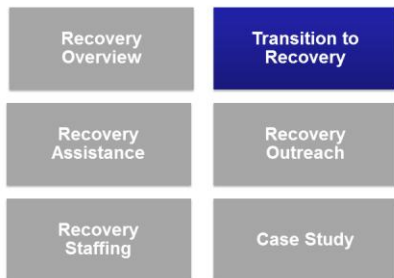 Recovery
Overview
Transition to
Recovery
Recovery
Assistance
Recovery
Outreach
Recovery
Staffing
Case Study